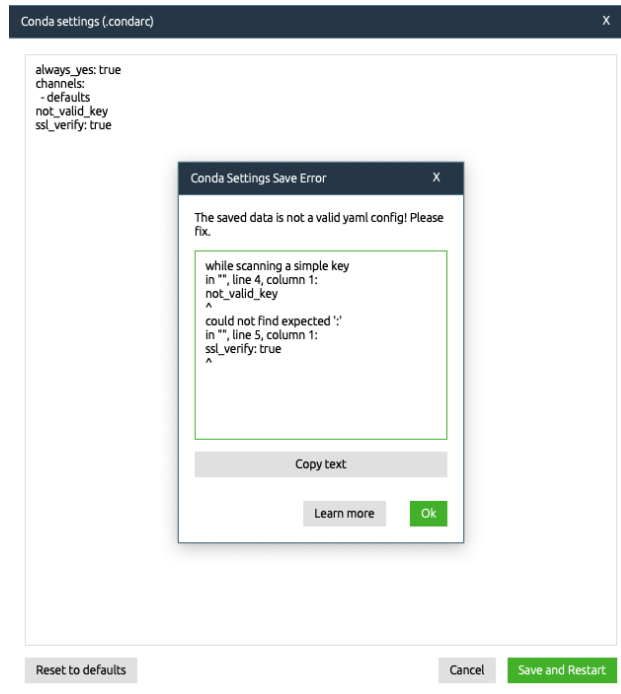 Conda settings (.condarc) X
always_yes: true
channels:
 - defaults
not_valid_key
ssl_verify: true
Conda Settings Save Error X
The saved data is not a valid yaml config! Please
fix.
while scanning a simple key
in "", line 4, column 1:
not_valid_key
^
could not find expected ':'
in "", line 5, column 1:
ssl_verify: true
^
Copy text
Learn more Ok
Reset to defaults Cancel Save and Restart